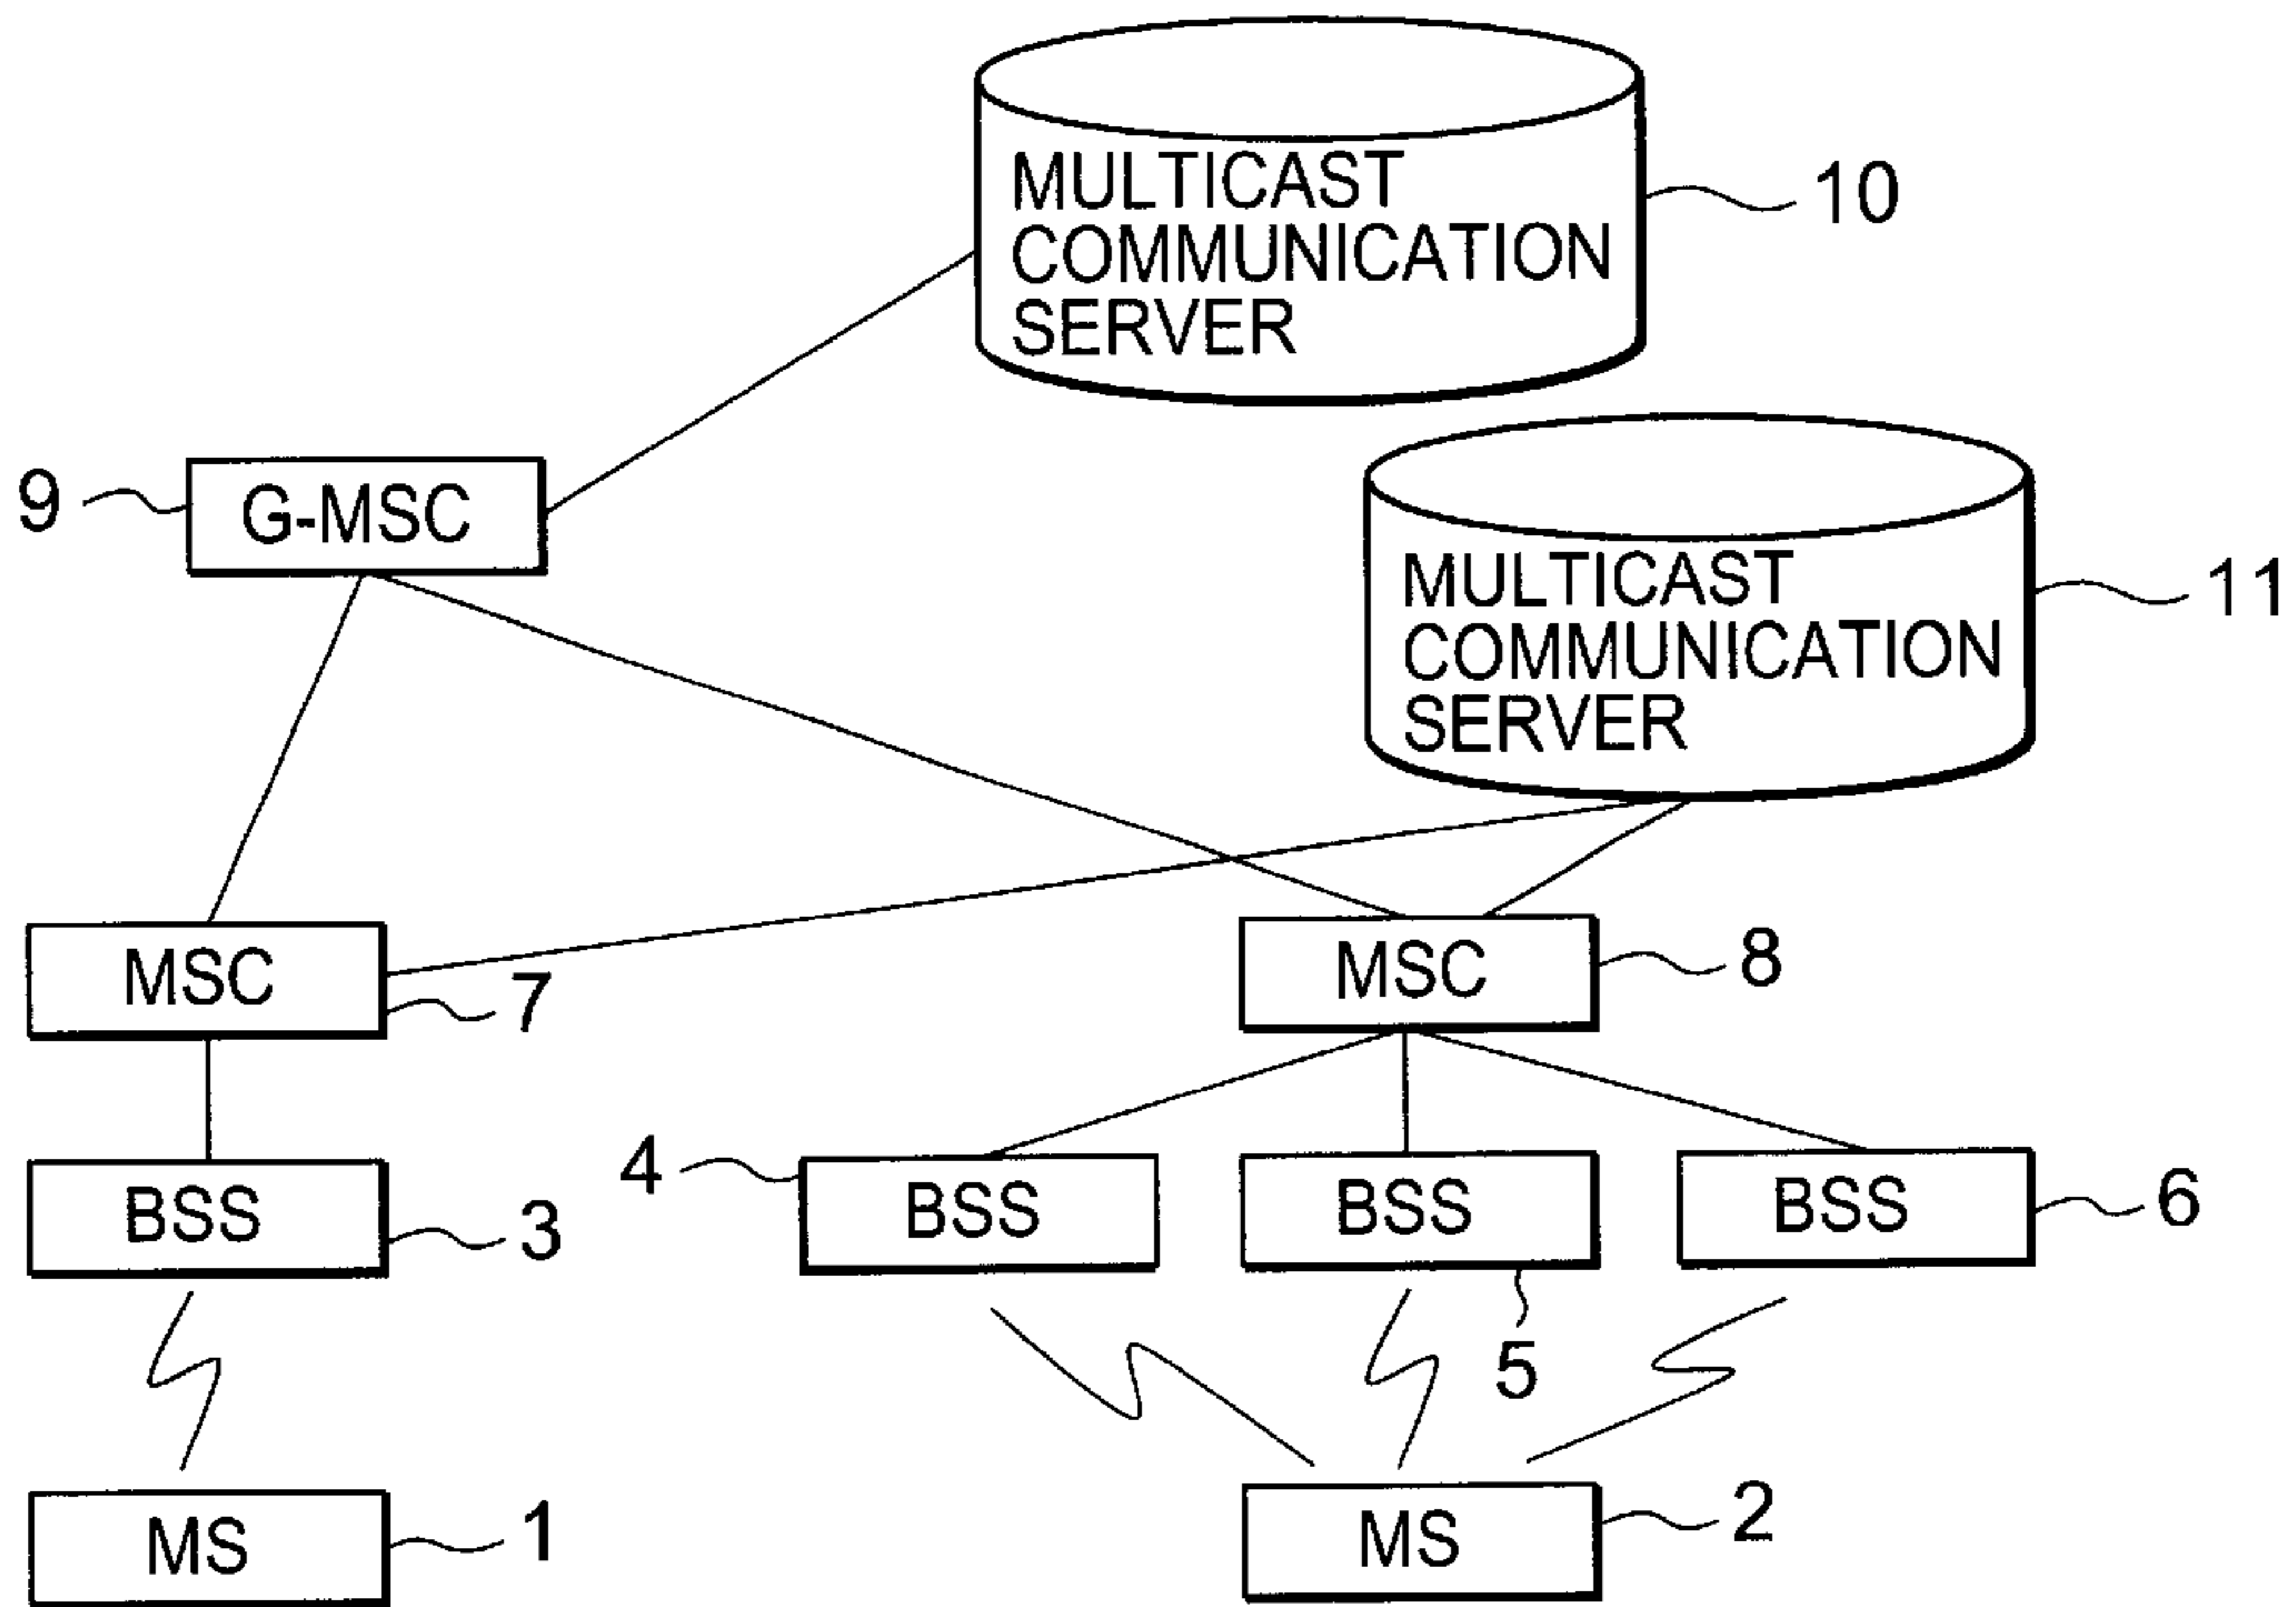 MULTICAST
COMMUNICATION
SERVER
10
9
G-MSC
MULTICAST
COMMUNICATION
SERVER
11
MSC
7
MSC
8
BSS
3
4
BSS
BSS
5
BSS
6
MS
1
MS
2